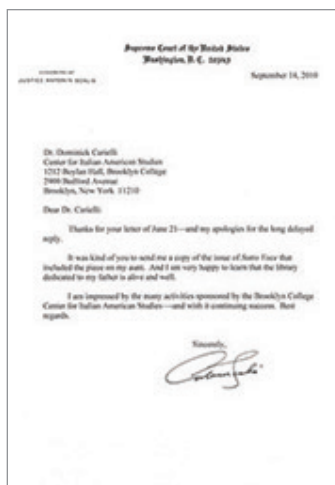 Supreme Court of the United States
Washington, D. C. 20543
CHAMBERS OF
JUSTICE ANTONIN SCALIA
September 14, 2010
Dr. Dominick Carielli
Center for Italian American Studies
1212 Boylan Hall, Brooklyn College
2900 Bedford Avenue
Brooklyn, New York 11210
Dear Dr. Carielli:
Thanks for your letter of June 21—and my apologies for the long delayed
reply.
It was kind of you to send me a copy of the issue of Voice that
included the piece on my aunt. And I am very happy to learn that the library
dedicated to my father is alive and well.
I am impressed by the many activities sponsored by the Brooklyn College
Center for Italian American Studies—and with it continuing success. Best
regards.
Sincerely,